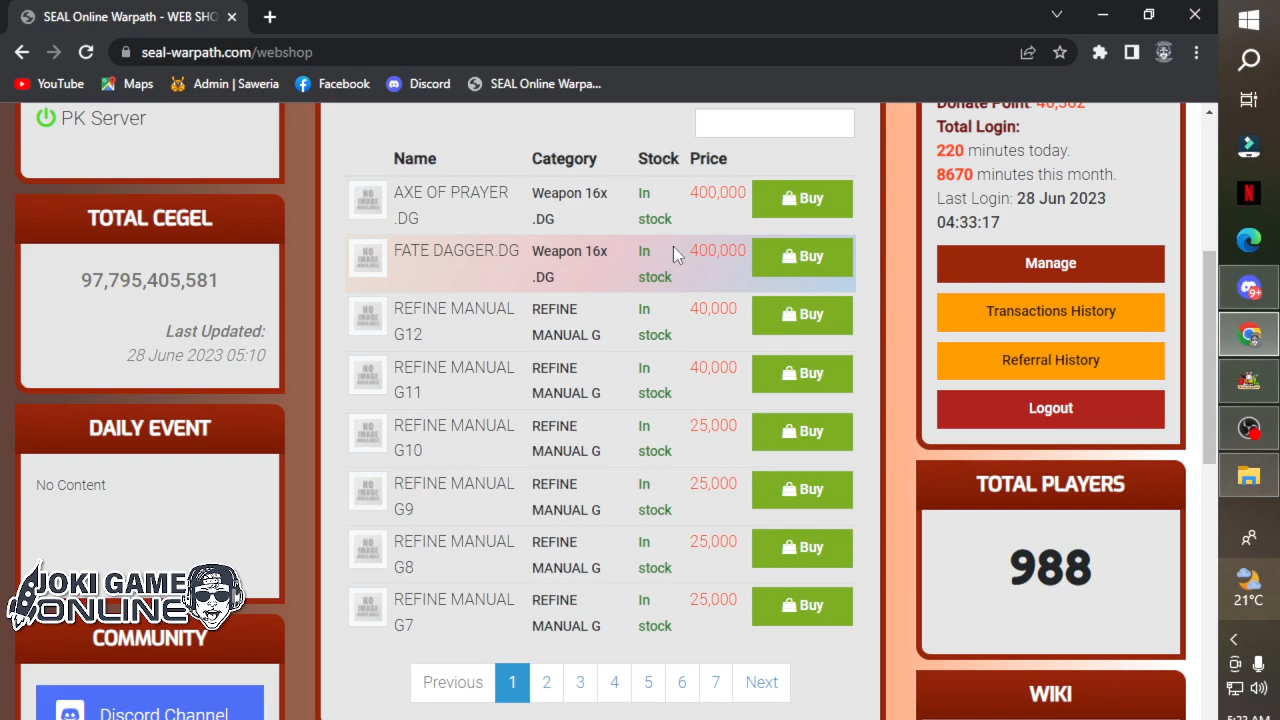 SEAL Online Warpath - WEB SHO
seal-warpath.com/webshop
YouTube Maps Admin | Saweria Facebook Discord SEAL Online Warpa...
PK Server
TOTAL CEGEL
97,795,405,581
Last Updated:
28 June 2023 05:10
DAILY EVENT
No Content
JOKI GAME
ONLINE
COMMUNITY
Discord Channel
Name Category Stock Price
AXE OF PRAYER .DG Weapon 16x .DG In stock 400,000 Buy
FATE DAGGER.DG Weapon 16x .DG In stock 400,000 Buy
REFINE MANUAL G12 REFINE MANUAL G In stock 40,000 Buy
REFINE MANUAL G11 REFINE MANUAL G In stock 40,000 Buy
REFINE MANUAL G10 REFINE MANUAL G In stock 25,000 Buy
REFINE MANUAL G9 REFINE MANUAL G In stock 25,000 Buy
REFINE MANUAL G8 REFINE MANUAL G In stock 25,000 Buy
REFINE MANUAL G7 REFINE MANUAL G In stock 25,000 Buy
Previous 1 2 3 4 5 6 7 Next
Donate Point:
Total Login:
220 minutes today.
8670 minutes this month.
Last Login: 28 Jun 2023
04:33:17
Manage
Transactions History
Referral History
Logout
TOTAL PLAYERS
988
WIKI
9+
21°C